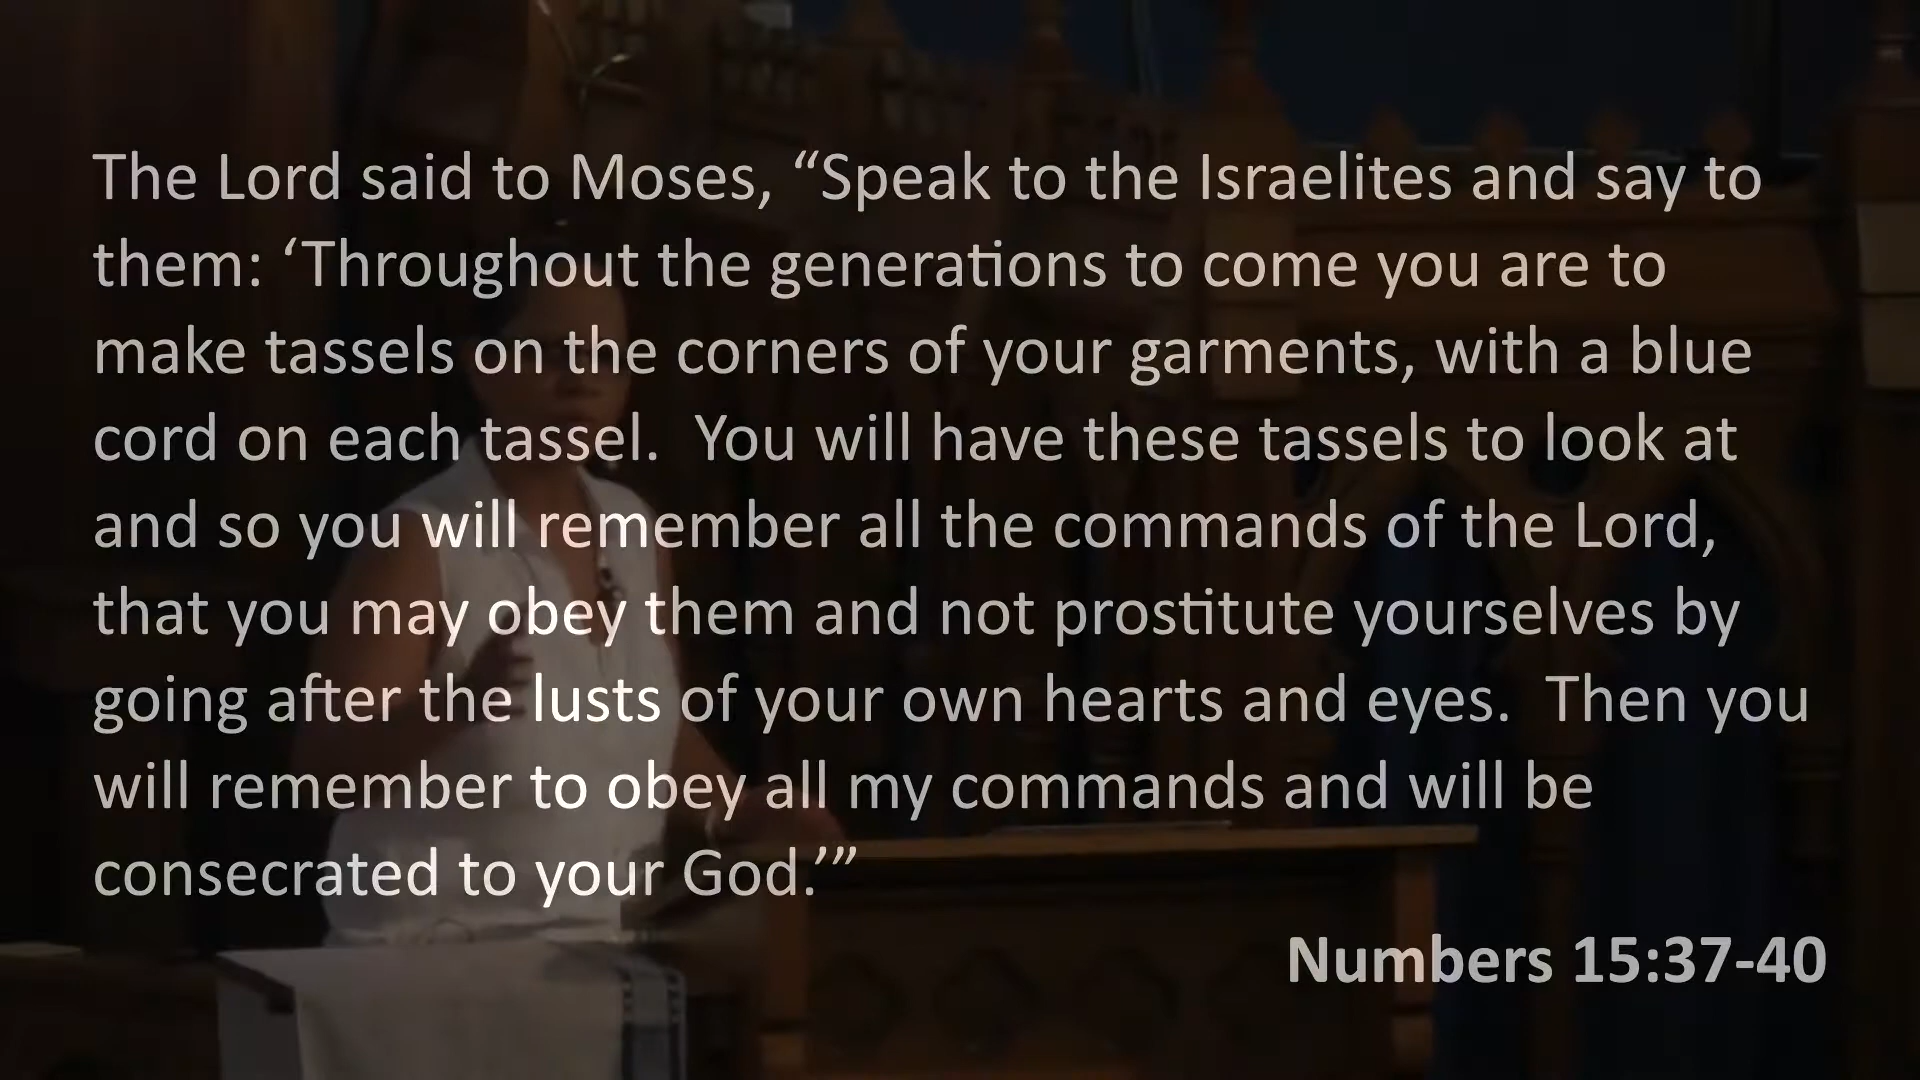 The Lord said to Moses, “Speak to the Israelites and say to
them: ‘Throughout the generations to come you are to
make tassels on the corners of your garments, with a blue
cord on each tassel.  You will have these tassels to look at
and so you will remember all the commands of the Lord,
that you may obey them and not prostitute yourselves by
going after the lusts of your own hearts and eyes.  Then you
will remember to obey all my commands and will be
consecrated to your God.’”
Numbers 15:37-40